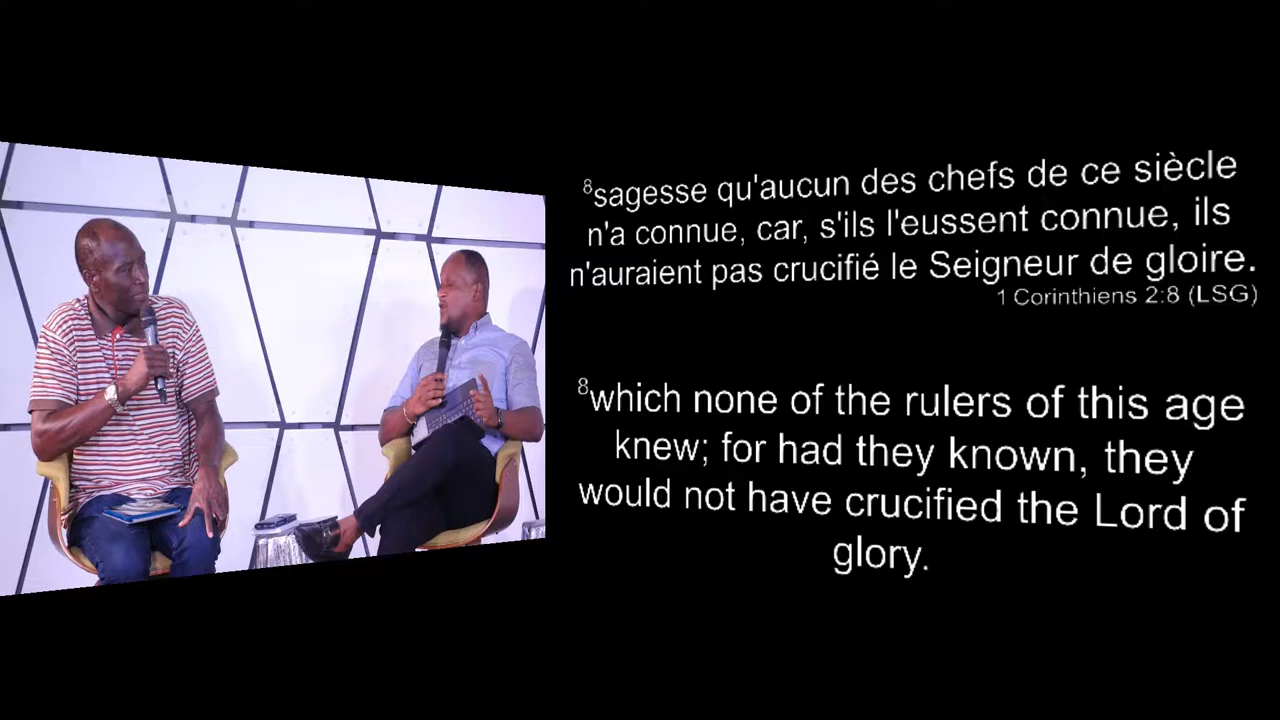 8sagesse qu'aucun des chefs de ce siècle
n'a connue, car, s'ils l'eussent connue, ils
n'auraient pas crucifié le Seigneur de gloire.
1 Corinthiens 2:8 (LSG)
8which none of the rulers of this age
knew; for had they known, they
would not have crucified the Lord of
glory.